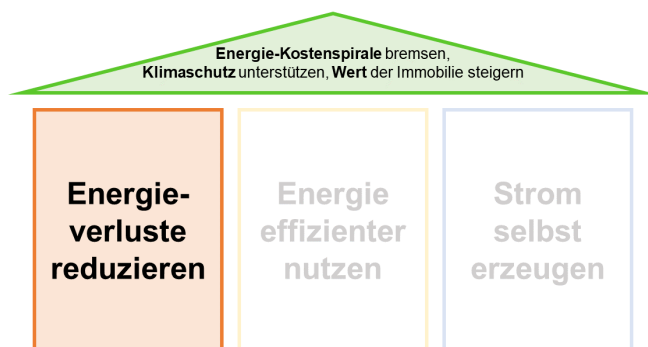 Energie-Kostenspirale bremsen,
Klimaschutz unterstützen, Wert der Immobilie steigern
Energie-
verluste
reduzieren
Energie
effizienter
nutzen
Strom
selbst
erzeugen